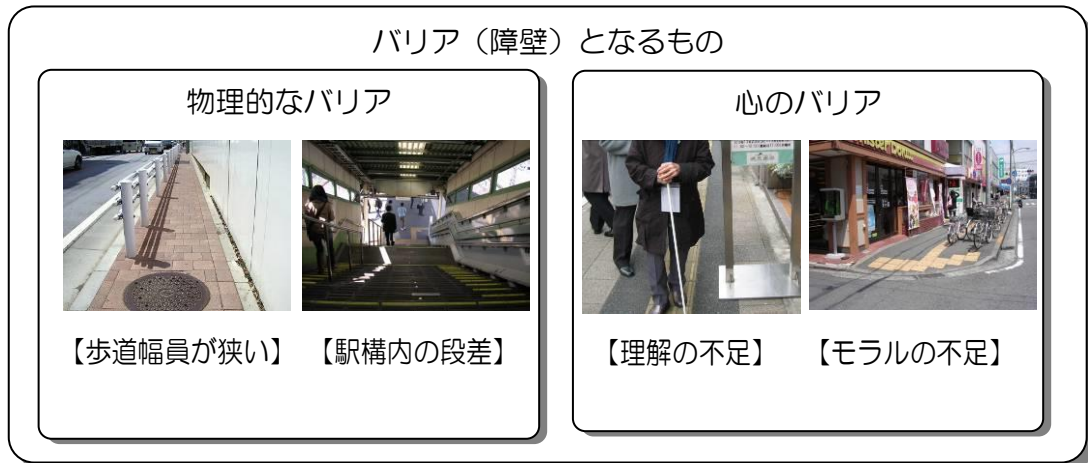 バリア（障壁）となるもの
物理的なバリア
【歩道幅員が狭い】
【駅構内の段差】
心のバリア
【理解の不足】
【モラルの不足】